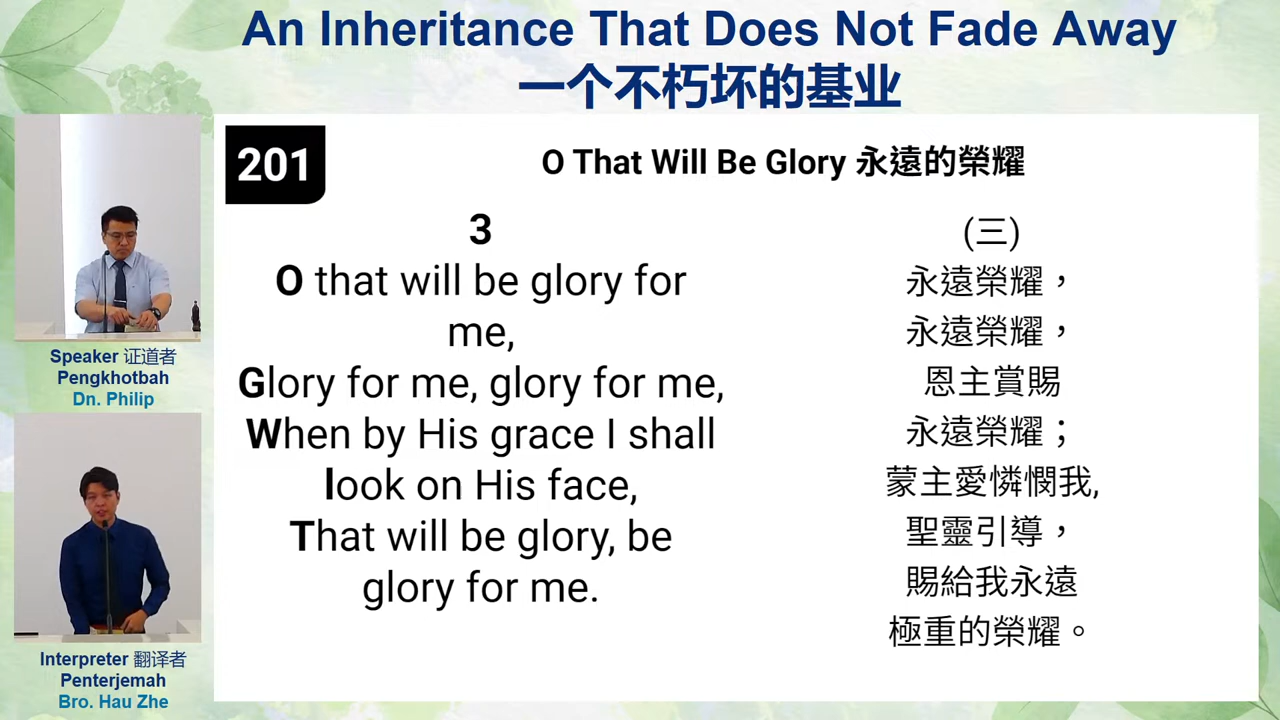 An Inheritance That Does Not Fade Away
一个不朽坏的基业
Speaker 证道者
Pengkhotbah
Dn. Philip
Interpreter 翻译者
Penterjemah
Bro. Hau Zhe
201
O That Will Be Glory 永遠的榮耀
3
O that will be glory for
me,
Glory for me, glory for me,
When by His grace I shall
look on His face,
That will be glory, be
glory for me.
(三)
永遠榮耀，
永遠榮耀，
恩主賞賜
永遠榮耀；
蒙主愛憐憫我,
聖靈引導，
賜給我永遠
極重的榮耀。